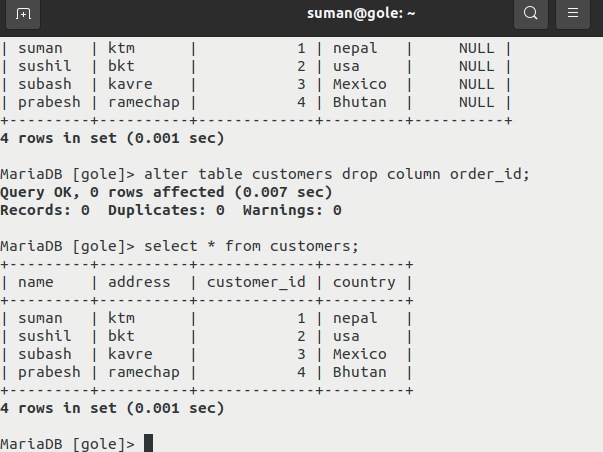 suman@gole: ~
| suman   | ktm      |           1 | nepal   |     NULL |
| sushil  | bkt      |           2 | usa     |     NULL |
| subash  | kavre    |           3 | Mexico  |     NULL |
| prabesh | ramechap |           4 | Bhutan  |     NULL |
+---------+----------+-------------+---------+----------+
4 rows in set (0.001 sec)
MariaDB [gole]> alter table customers drop column order_id;
Query OK, 0 rows affected (0.007 sec)
Records: 0  Duplicates: 0  Warnings: 0
MariaDB [gole]> select * from customers;
+---------+----------+-------------+---------+
| name    | address  | customer_id | country |
+---------+----------+-------------+---------+
| suman   | ktm      |           1 | nepal   |
| sushil  | bkt      |           2 | usa     |
| subash  | kavre    |           3 | Mexico  |
| prabesh | ramechap |           4 | Bhutan  |
+---------+----------+-------------+---------+
4 rows in set (0.001 sec)
MariaDB [gole]>